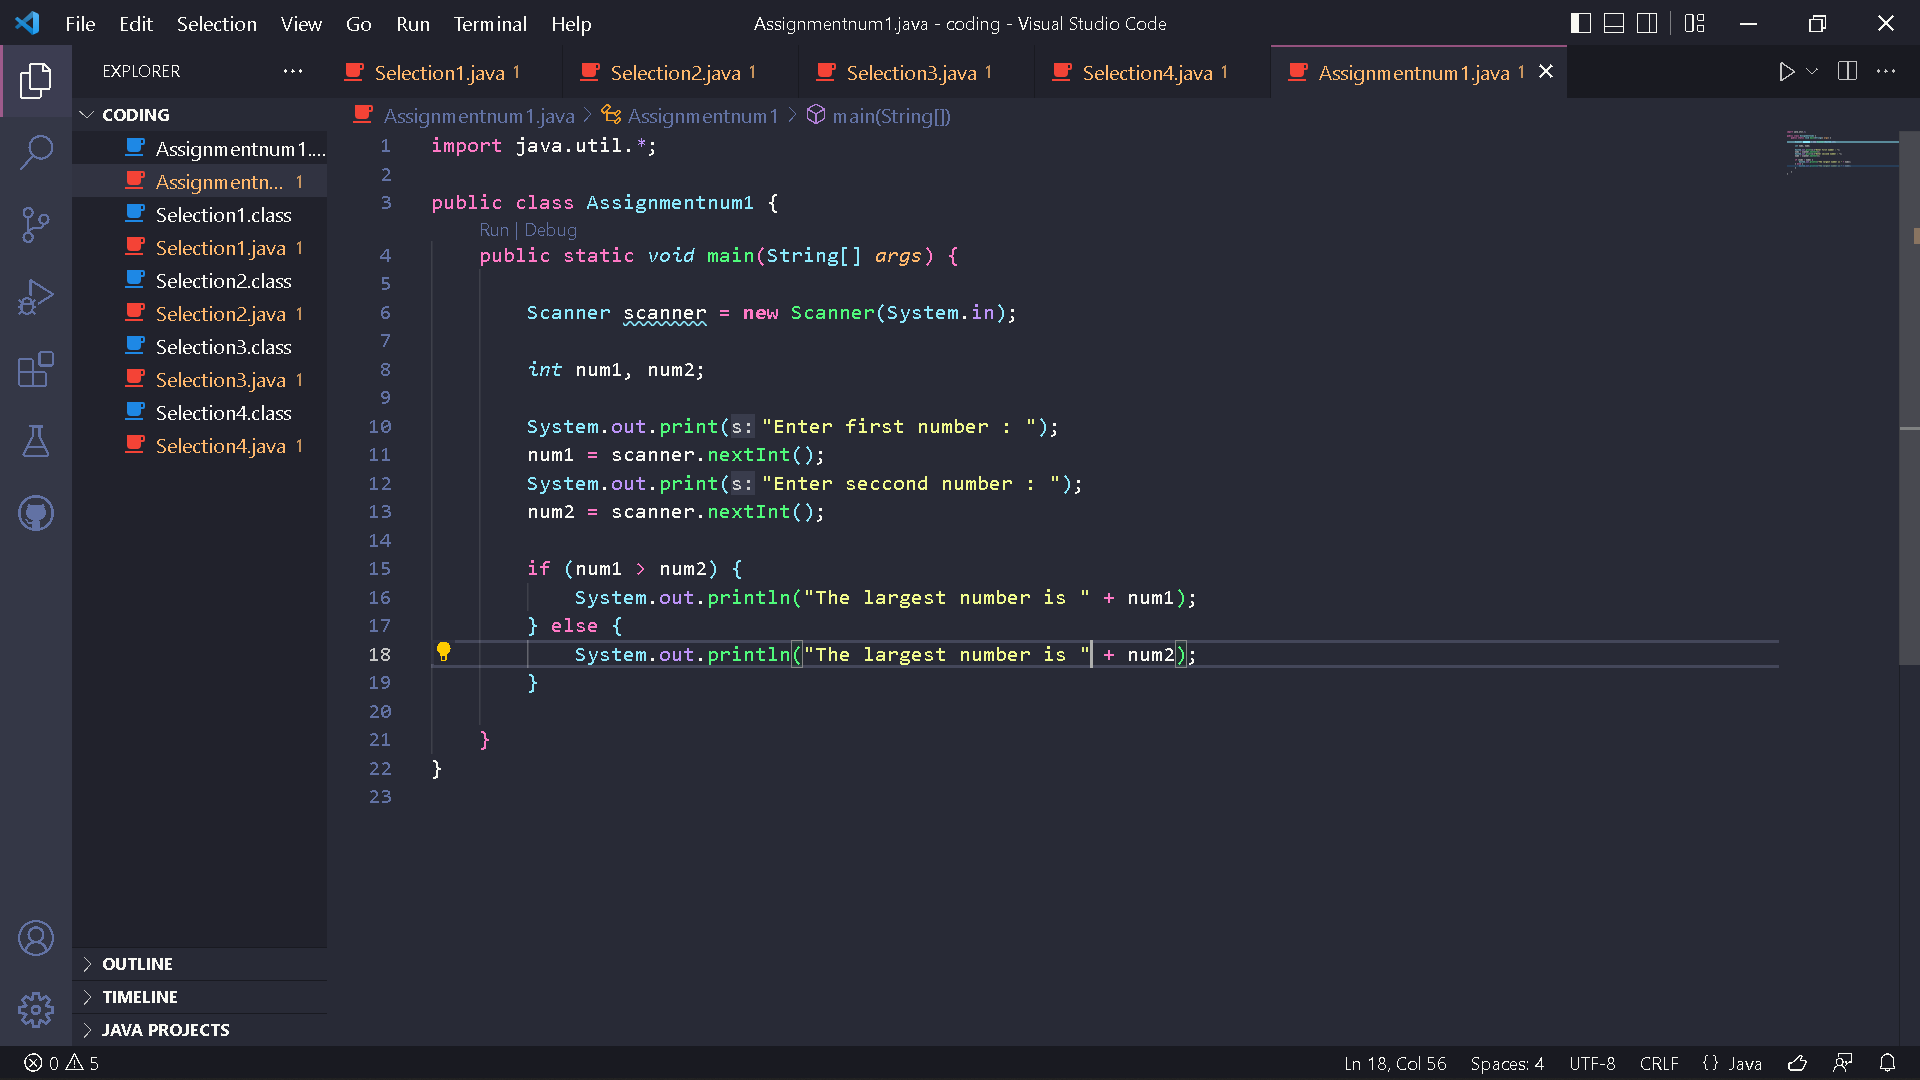 File Edit Selection View Go Run Terminal Help
Assignmentnum1.java - coding - Visual Studio Code
EXPLORER
Selection1.java 1
Selection2.java 1
Selection3.java 1
Selection4.java 1
Assignmentnum1.java 1
CODING
Assignmentnum1....
Assignmentn... 1
Selection1.class
Selection1.java 1
Selection2.class
Selection2.java 1
Selection3.class
Selection3.java 1
Selection4.class
Selection4.java 1
OUTLINE
TIMELINE
JAVA PROJECTS
Assignmentnum1.java > Assignmentnum1 > main(String[])
1 import java.util.*;
2
3 public class Assignmentnum1 {
Run | Debug
4 public static void main(String[] args) {
5
6 Scanner scanner = new Scanner(System.in);
7
8 int num1, num2;
9
10 System.out.print(s: "Enter first number : ");
11 num1 = scanner.nextInt();
12 System.out.print(s: "Enter seccond number : ");
13 num2 = scanner.nextInt();
14
15 if (num1 > num2) {
16 System.out.println("The largest number is " + num1);
17 } else {
18 System.out.println("The largest number is " + num2);
19 }
20
21 }
22 }
23
0 5
Ln 18, Col 56 Spaces: 4 UTF-8 CRLF {} Java